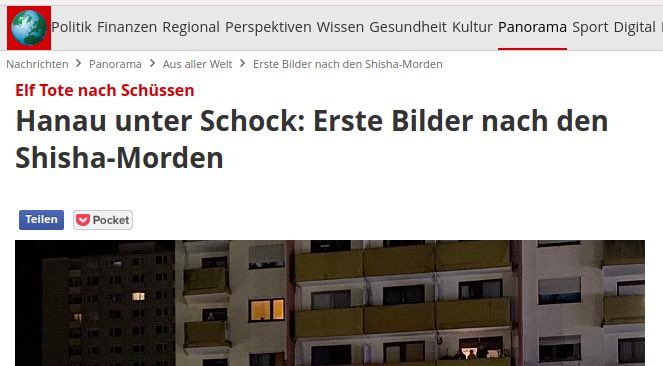 Politik Finanzen Regional Perspektiven Wissen Gesundheit Kultur Panorama Sport Digital
Nachrichten > Panorama > Aus aller Welt > Erste Bilder nach den Shisha-Morden
Elf Tote nach Schüssen
Hanau unter Schock: Erste Bilder nach den
Shisha-Morden
Teilen Pocket